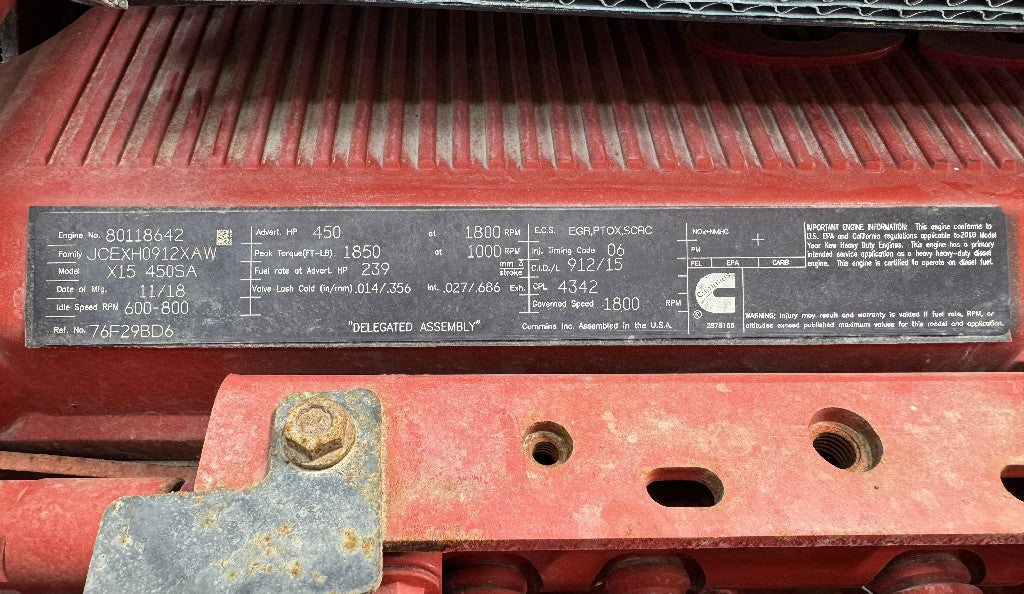 Engine No. 80118642
Family JCEXH0912XAW
Model X15 450SA
Date of Mfg. 11/18
Idle Speed RPM 600-800
Ref. No. 76F29BD6
Advert. HP 450 at 1800 RPM
Peak Torque(FT-LB) 1850 at 1000 RPM
Fuel rate at Advert. HP 239 mm 3 stroke
Valve Lash Cold (in/mm) .014/.356 Int. .027/.686 Exh.
"DELEGATED ASSEMBLY"
E.C.S. EGR,PTOX,SCRC
Inj. Timing Code 06
C.I.D./L 912/15
CPL 4342
Governed Speed 1800 RPM
Cummins Inc. Assembled in the U.S.A.
NOx+NMHC +
PM
FEL EPA CARB
Cummins
®
2878166
IMPORTANT ENGINE INFORMATION: This engine conforms to
U.S. EPA and California regulations applicable to 2018 Model
Year New Heavy Duty Engines. This engine has a primary
intended service application as a heavy heavy-duty diesel
engine. This engine is certified to operate on diesel fuel.
WARNING: Injury may result and warranty is voided if fuel rate, RPM, or
altitudes exceed published maximum values for this model and application.